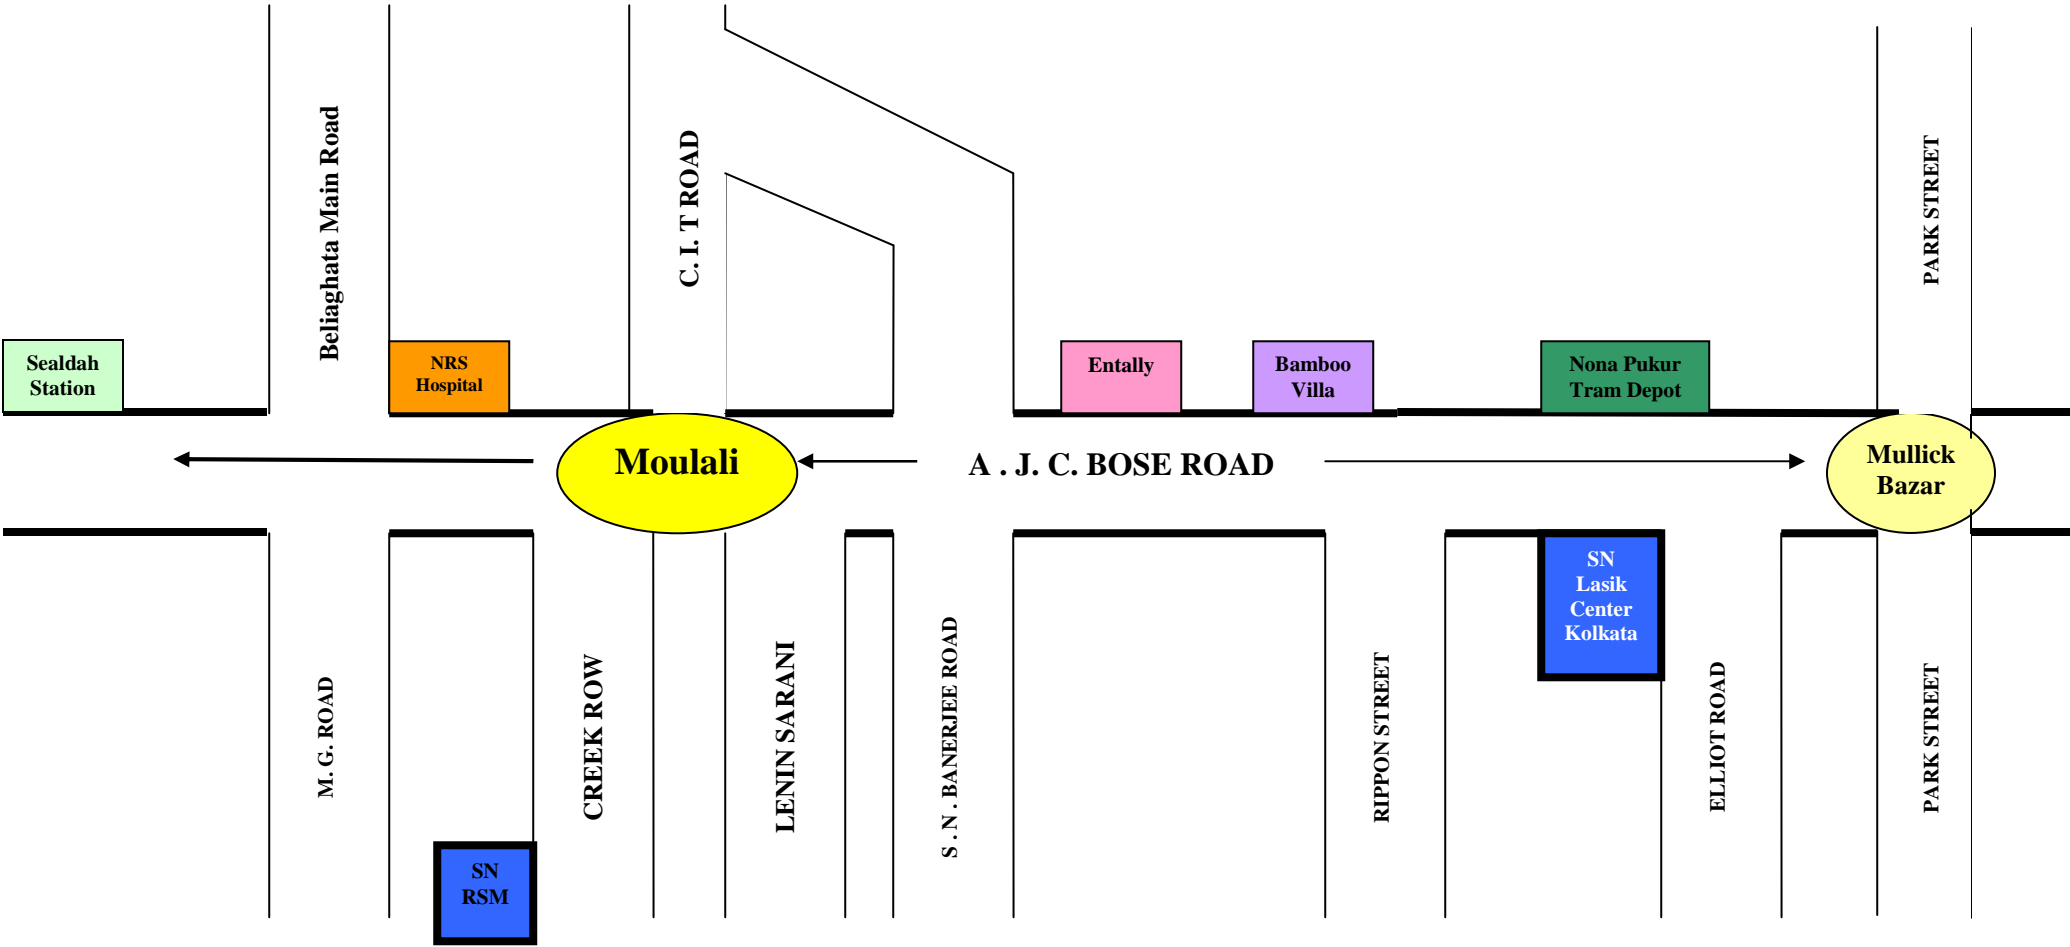 Beliaghata Main Road
C. I. T ROAD
PARK STREET
Sealdah
Station
NRS
Hospital
Entally
Bamboo
Villa
Nona Pukur
Tram Depot
Moulali
A . J. C. BOSE ROAD
Mullick
Bazar
SN
Lasik
Center
Kolkata
M. G. ROAD
CREEK ROW
LENIN SARANI
S . N . BANERJEE ROAD
RIPPON STREET
ELLIOT ROAD
PARK STREET
SN
RSM